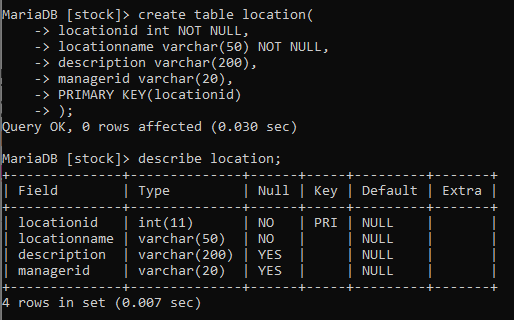 MariaDB [stock]> create table location(
    -> locationid int NOT NULL,
    -> locationname varchar(50) NOT NULL,
    -> description varchar(200),
    -> managerid varchar(20),
    -> PRIMARY KEY(locationid)
    -> );
Query OK, 0 rows affected (0.030 sec)

MariaDB [stock]> describe location;
+--------------+--------------+------+-----+---------+-------+
| Field        | Type         | Null | Key | Default | Extra |
+--------------+--------------+------+-----+---------+-------+
| locationid   | int(11)      | NO   | PRI | NULL    |       |
| locationname | varchar(50)  | NO   |     | NULL    |       |
| description  | varchar(200) | YES  |     | NULL    |       |
| managerid    | varchar(20)  | YES  |     | NULL    |       |
+--------------+--------------+------+-----+---------+-------+
4 rows in set (0.007 sec)